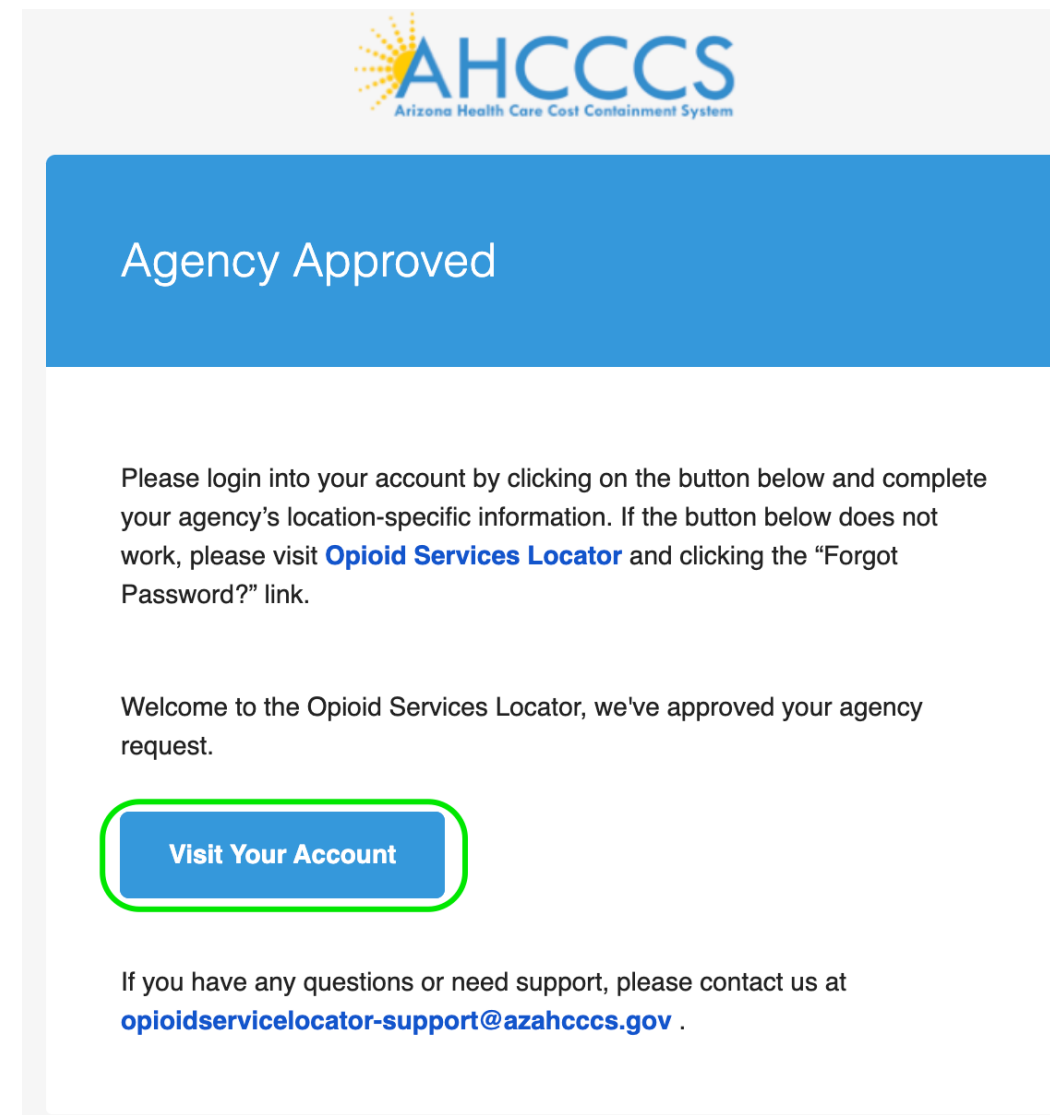 AHCCCS
Arizona Health Care Cost Containment System
Agency Approved
Please login into your account by clicking on the button below and complete
your agency’s location-specific information. If the button below does not
work, please visit Opioid Services Locator and clicking the “Forgot
Password?” link.
Welcome to the Opioid Services Locator, we've approved your agency
request.
Visit Your Account
If you have any questions or need support, please contact us at
opioidservicelocator-support@azahcccs.gov .